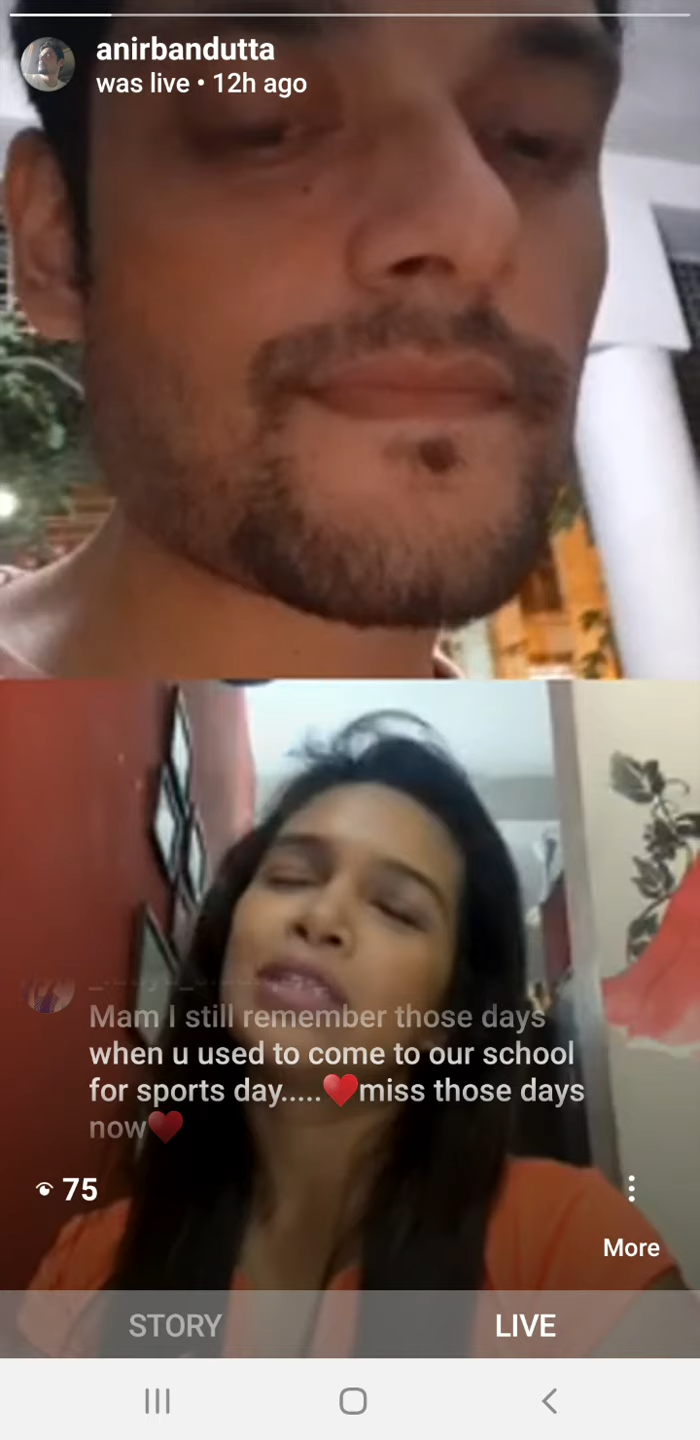 anirbandutta
was live • 12h ago
Mam I still remember those days
when u used to come to our school
for sports day.....❤️miss those days
now❤️
75
More
STORY
LIVE